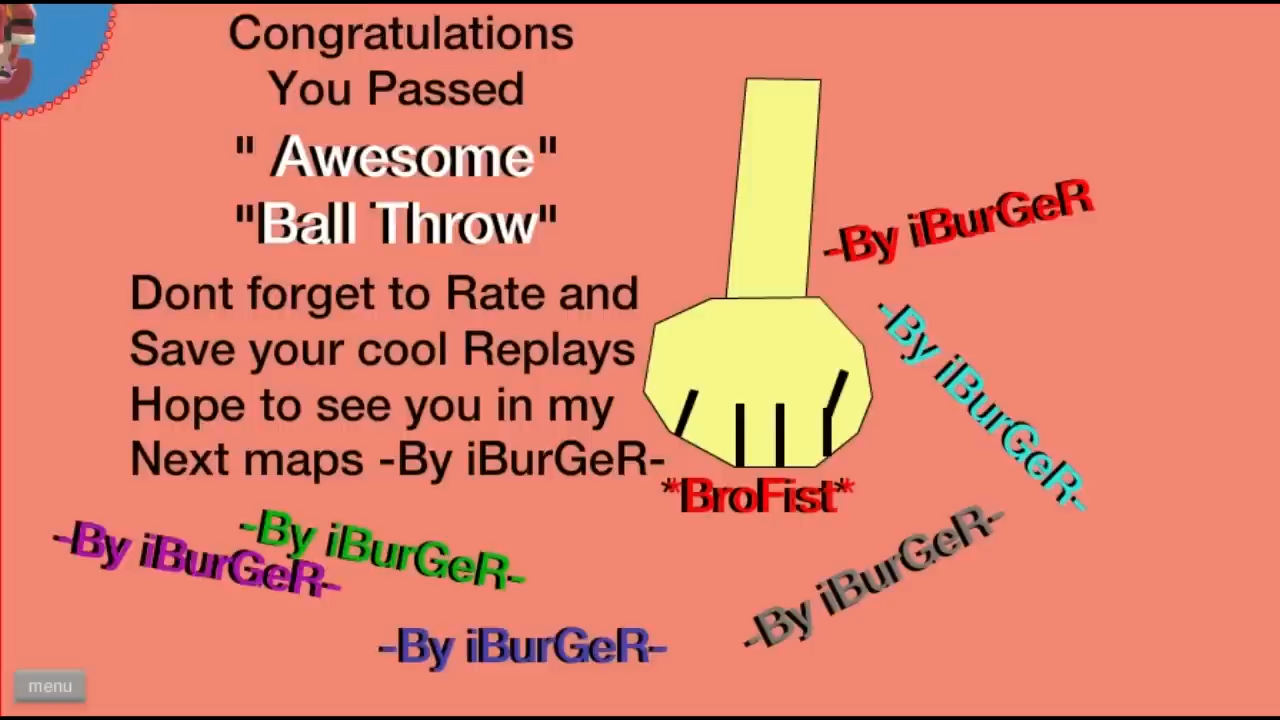 Congratulations
You Passed
" Awesome"
"Ball Throw"
Dont forget to Rate and
Save your cool Replays
Hope to see you in my
Next maps -By iBurGeR-
-By iBurGeR
-By iBurGeR-
*BroFist*
-By iBurGeR-
-By iBurGeR-
-By iBurGeR-
-By iBurGeR-
menu